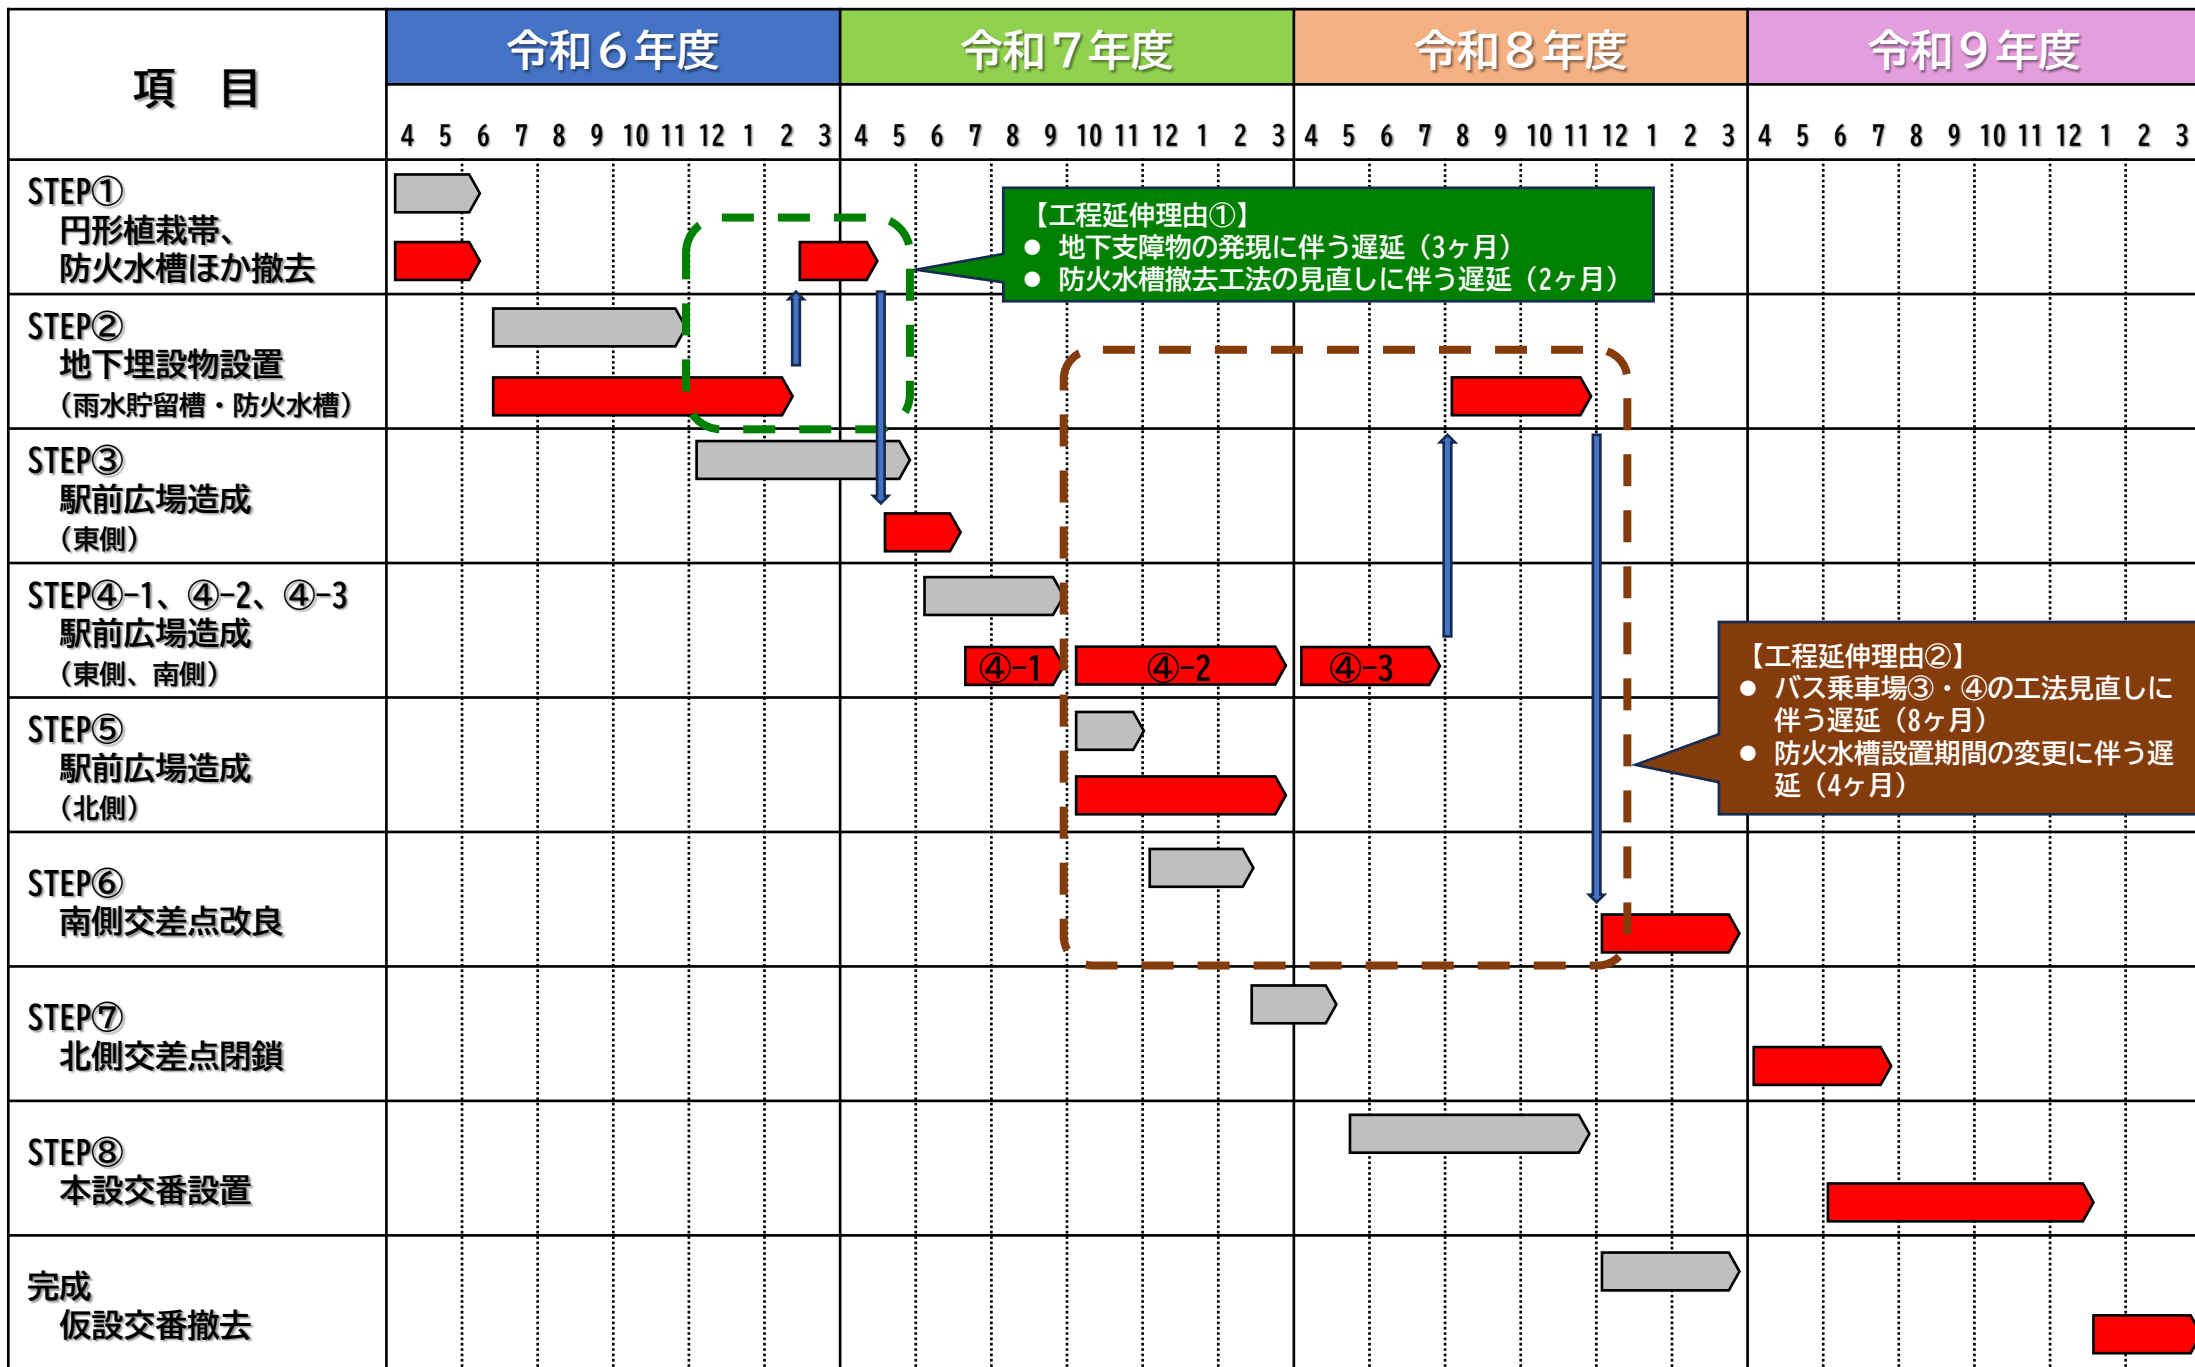 項　目
令和６年度
令和７年度
令和８年度
令和９年度
4 5 6 7 8 9 10 11 12 1 2 3 4 5 6 7 8 9 10 11 12 1 2 3 4 5 6 7 8 9 10 11 12 1 2 3 4 5 6 7 8 9 10 11 12 1 2 3
STEP①
円形植栽帯、
防火水槽ほか撤去
【工程延伸理由①】
● 地下支障物の発現に伴う遅延（3ヶ月）
● 防火水槽撤去工法の見直しに伴う遅延（2ヶ月）
STEP②
地下埋設物設置
（雨水貯留槽・防火水槽）
STEP③
駅前広場造成
（東側）
STEP④-1、④-2、④-3
駅前広場造成
（東側、南側）
④-1
④-2
④-3
【工程延伸理由②】
● バス乗車場③・④の工法見直しに
伴う遅延（8ヶ月）
● 防火水槽設置期間の変更に伴う遅
延（4ヶ月）
STEP⑤
駅前広場造成
（北側）
STEP⑥
南側交差点改良
STEP⑦
北側交差点閉鎖
STEP⑧
本設交番設置
完成
仮設交番撤去